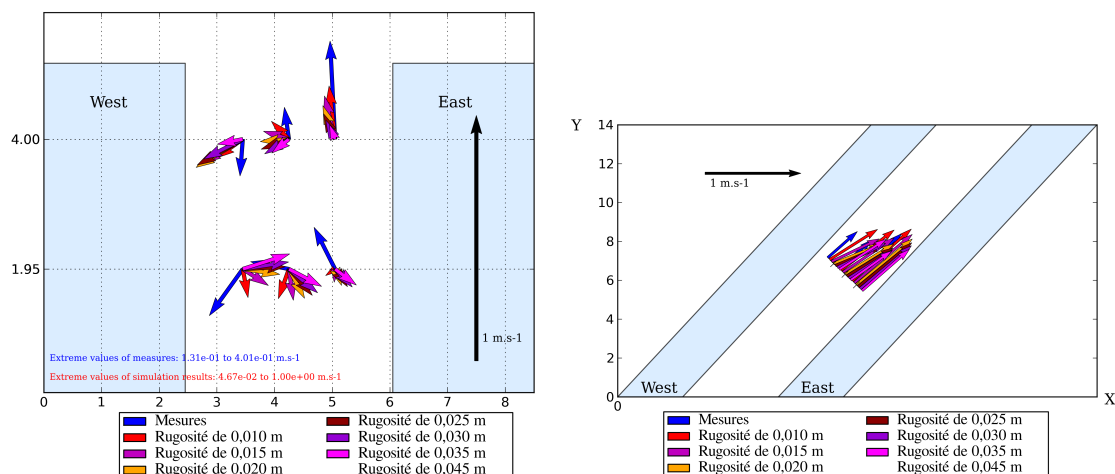 West
East
4.00
1.95
1 m.s-1
Extreme values of measures: 1.31e-01 to 4.01e-01 m.s-1
Extreme values of simulation results: 4.67e-02 to 1.00e+00 m.s-1
0 1 2 3 4 5 6 7 8
Mesures
Rugosité de 0,010 m
Rugosité de 0,015 m
Rugosité de 0,020 m
Rugosité de 0,025 m
Rugosité de 0,030 m
Rugosité de 0,035 m
Rugosité de 0,045 m
Y
14
12
10
8
6
4
2
0
1 m.s-1
West
East
0
X
Mesures
Rugosité de 0,010 m
Rugosité de 0,015 m
Rugosité de 0,020 m
Rugosité de 0,025 m
Rugosité de 0,030 m
Rugosité de 0,035 m
Rugosité de 0,045 m